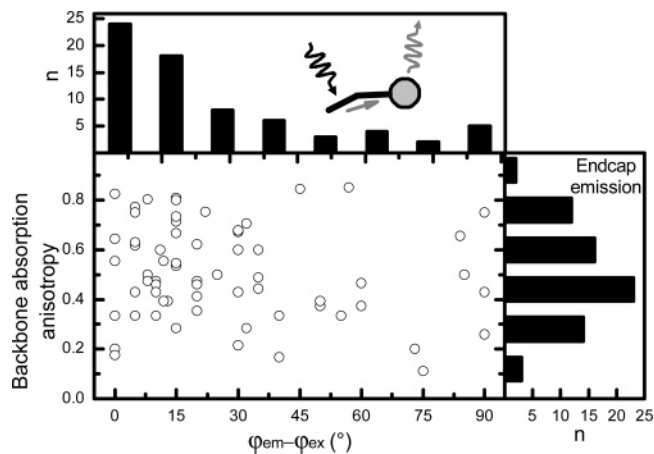 25
20
15
10
5
n
Endcap
emission
Backbone absorption
anisotropy
0.8
0.6
0.4
0.2
0.0
0 15 30 45 60 75 90
φem–φex (°)
5 10 15 20 25
n